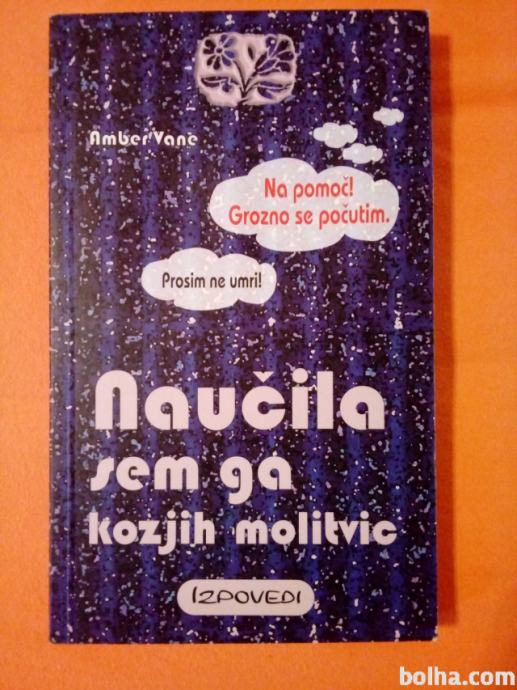 Amber Vane
Na pomoč!
Grozno se počutim.
Prosim ne umri!
Naučila
sem ga
kozjih molitvic
IZPOVEDI
bolha.com